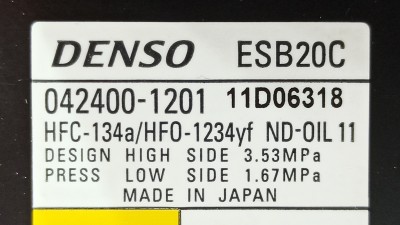 DENSO ESB20C
042400-1201 11D06318
HFC-134a/HFO-1234yf ND-OIL 11
DESIGN HIGH SIDE 3.53MPa
PRESS LOW SIDE 1.67MPa
MADE IN JAPAN